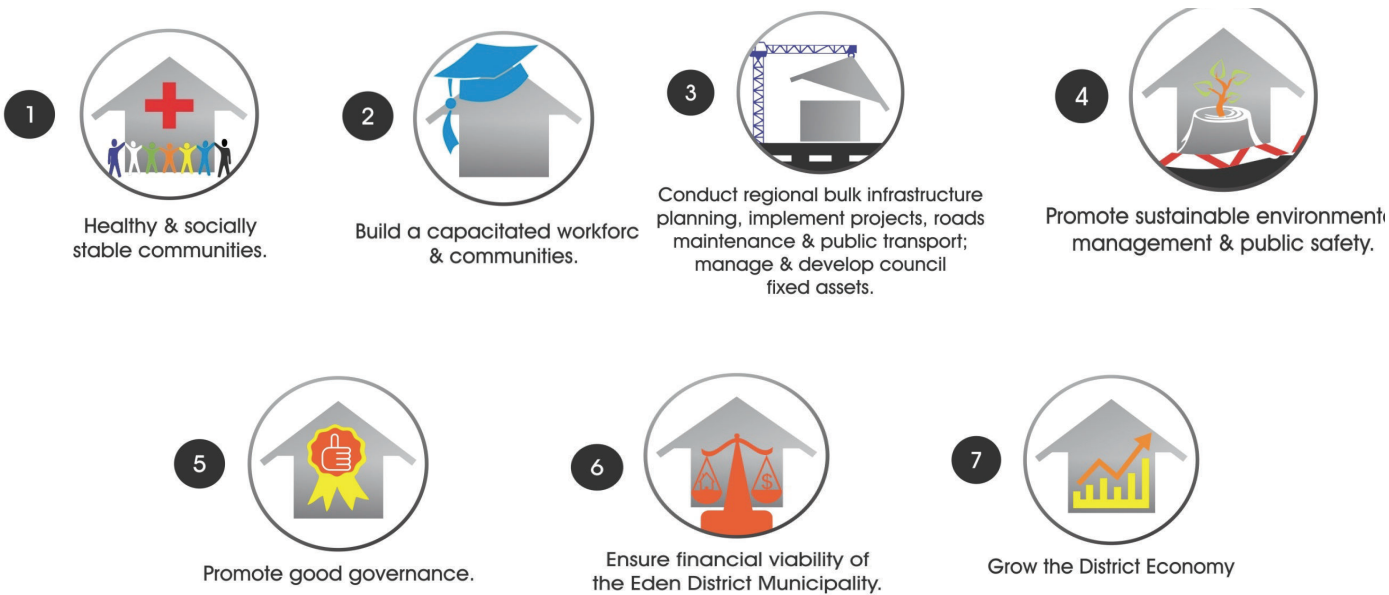 1
Healthy & socially
stable communities.
2
Build a capacitated workforc
& communities.
3
Conduct regional bulk infrastructure
planning, implement projects, roads
maintenance & public transport;
manage & develop council
fixed assets.
4
Promote sustainable environment
management & public safety.
5
Promote good governance.
6
$
Ensure financial viability of
the Eden District Municipality.
7
Grow the District Economy